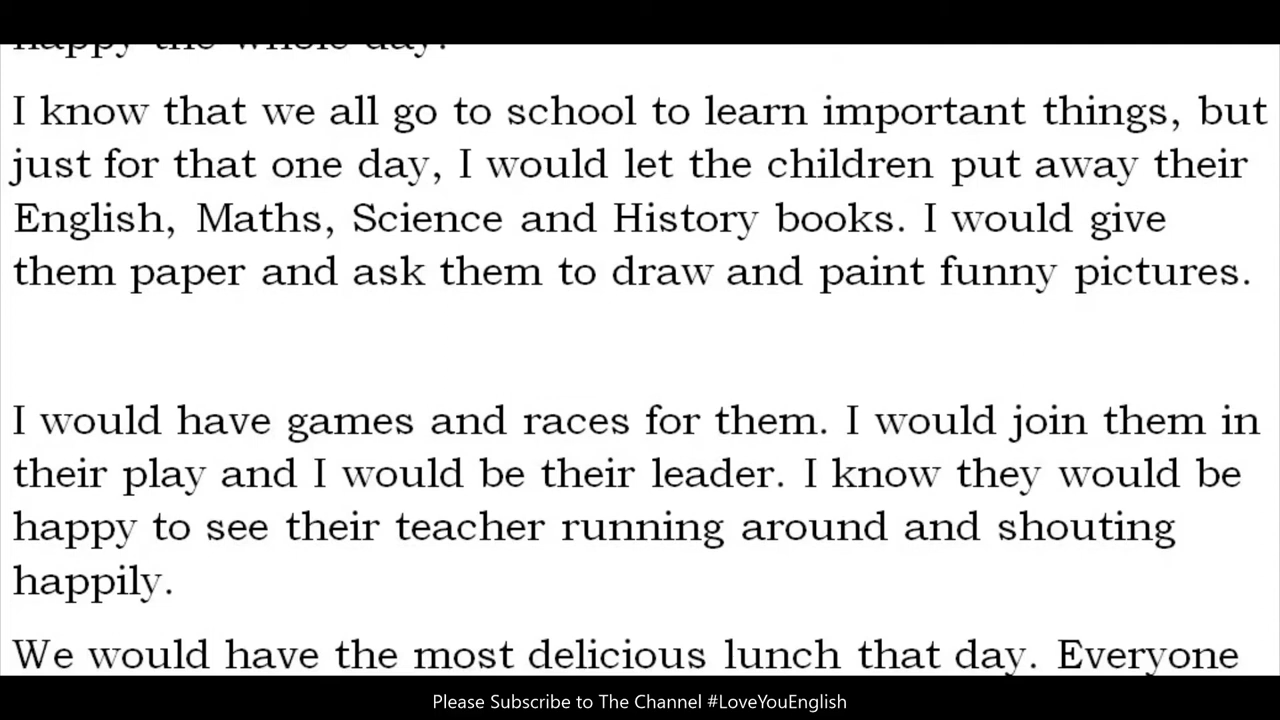 happy the whole day.
I know that we all go to school to learn important things, but
just for that one day, I would let the children put away their
English, Maths, Science and History books. I would give
them paper and ask them to draw and paint funny pictures.
I would have games and races for them. I would join them in
their play and I would be their leader. I know they would be
happy to see their teacher running around and shouting
happily.
We would have the most delicious lunch that day. Everyone
Please Subscribe to The Channel #LoveYouEnglish